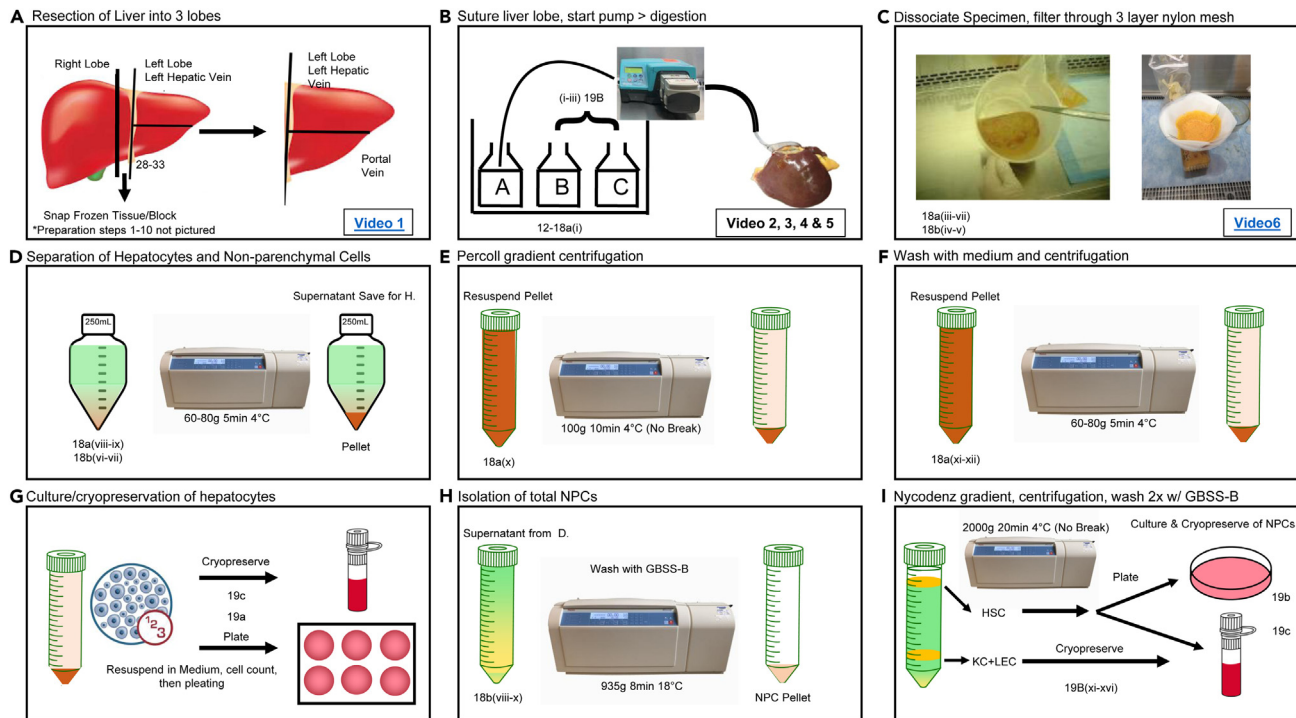 A Resection of Liver into 3 lobes
Right Lobe
Left Lobe
Left Hepatic Vein
Left Lobe
Left Hepatic
Vein
28-33
Portal
Vein
Snap Frozen Tissue/Block
*Preparation steps 1-10 not pictured
Video 1
B Suture liver lobe, start pump > digestion
(i-iii) 19B
A
B
C
12-18a(i)
Video 2, 3, 4 & 5
C Dissociate Specimen, filter through 3 layer nylon mesh
18a(iii-vii)
18b(iv-v)
Video6
D Separation of Hepatocytes and Non-parenchymal Cells
Supernatant Save for H.
250mL
250mL
60-80g 5min 4°C
18a(viii-ix)
18b(vi-vii)
Pellet
E Percoll gradient centrifugation
Resuspend Pellet
100g 10min 4°C (No Break)
18a(x)
F Wash with medium and centrifugation
Resuspend Pellet
60-80g 5min 4°C
18a(xi-xii)
G Culture/cryopreservation of hepatocytes
Cryopreserve
19c
19a
Plate
123
Resuspend in Medium, cell count,
then pleating
H Isolation of total NPCs
Supernatant from D.
Wash with GBSS-B
935g 8min 18°C
18b(viii-x)
NPC Pellet
I Nycodenz gradient, centrifugation, wash 2x w/ GBSS-B
2000g 20min 4°C (No Break)
Culture & Cryopreserve of NPCs
Plate
19b
HSC
19c
KC+LEC
Cryopreserve
19B(xi-xvi)